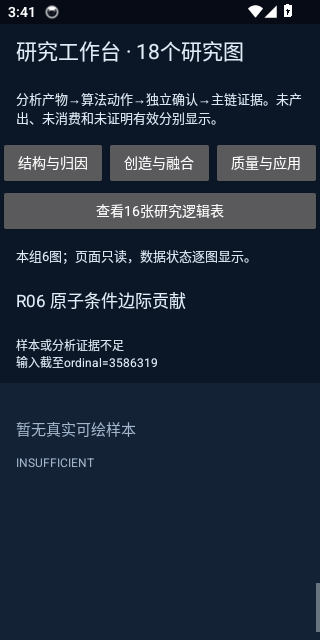 3:41
研究工作台 · 18个研究图
分析产物→算法动作→独立确认→主链证据。未产
出、未消费和未证明有效分别显示。
结构与归因
创造与融合
质量与应用
查看16张研究逻辑表
本组6图；页面只读，数据状态逐图显示。
R06 原子条件边际贡献
样本或分析证据不足
输入截至ordinal=3586319
暂无真实可绘样本
INSUFFICIENT